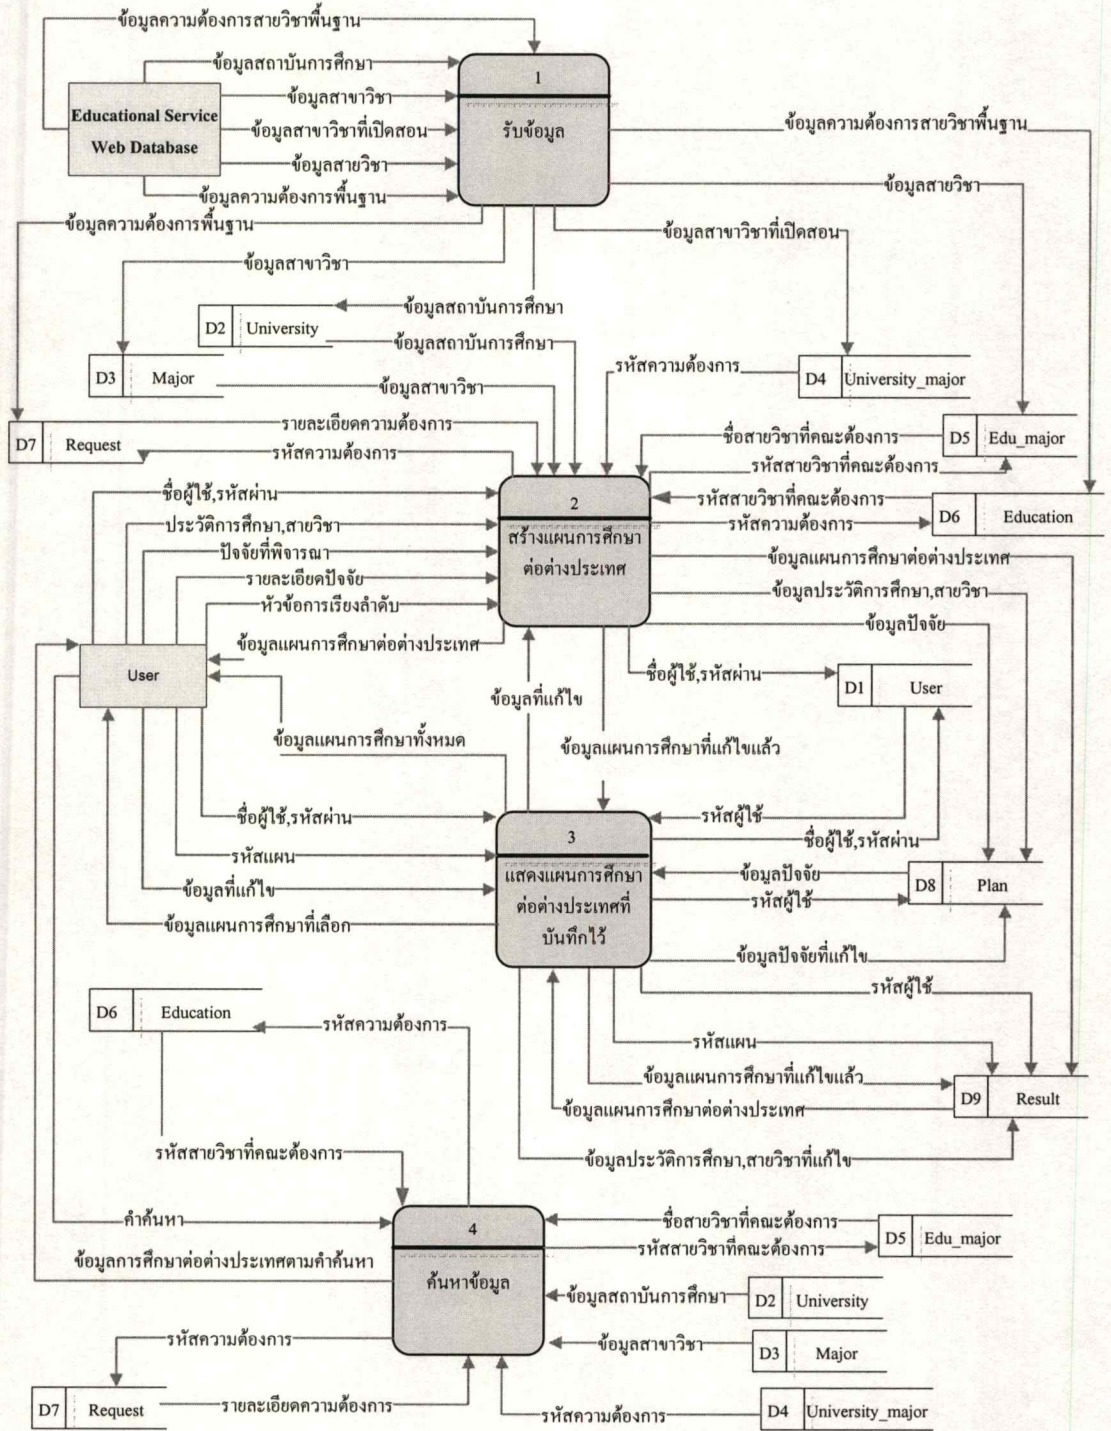 ข้อมูลความต้องการสายวิชาพื้นฐาน
ข้อมูลสถาบันการศึกษา
1
Educational Service
Web Database
ข้อมูลสาขาวิชา
ข้อมูลสาขาวิชาที่เปิดสอน
รับข้อมูล
ข้อมูลความต้องการสายวิชาพื้นฐาน
ข้อมูลสายวิชา
ข้อมูลสายวิชา
ข้อมูลความต้องการพื้นฐาน
ข้อมูลความต้องการพื้นฐาน
ข้อมูลสาขาวิชาที่เปิดสอน
ข้อมูลสาขาวิชา
ข้อมูลสถาบันการศึกษา
D2 University
ข้อมูลสถาบันการศึกษา
D3 Major
ข้อมูลสาขาวิชา
รหัสความต้องการ
D4 University_major
รายละเอียดความต้องการ
D7 Request
ชื่อสายวิชาที่คณะต้องการ
D5 Edu_major
รหัสความต้องการ
รหัสสายวิชาที่คณะต้องการ
ชื่อผู้ใช้,รหัสผ่าน
2
รหัสสายวิชาที่คณะต้องการ
D6 Education
ประวัติการศึกษา,สายวิชา
รหัสความต้องการ
สร้างแผนการศึกษา
ต่อต่างประเทศ
ปัจจัยที่พิจารณา
ข้อมูลแผนการศึกษาต่อต่างประเทศ
รายละเอียดปัจจัย
ข้อมูลประวัติการศึกษา,สายวิชา
หัวข้อการเรียงลำดับ
ข้อมูลปัจจัย
ข้อมูลแผนการศึกษาต่อต่างประเทศ
User
ชื่อผู้ใช้,รหัสผ่าน
D1 User
ข้อมูลที่แก้ไข
ข้อมูลแผนการศึกษาทั้งหมด
ข้อมูลแผนการศึกษาที่แก้ไขแล้ว
ชื่อผู้ใช้,รหัสผ่าน
รหัสผู้ใช้
3
ชื่อผู้ใช้,รหัสผ่าน
รหัสแผน
แสดงแผนการศึกษา
ต่อต่างประเทศที่
บันทึกไว้
ข้อมูลปัจจัย
D8 Plan
ข้อมูลที่แก้ไข
รหัสผู้ใช้
ข้อมูลแผนการศึกษาที่เลือก
ข้อมูลปัจจัยที่แก้ไข
รหัสผู้ใช้
D6 Education
รหัสความต้องการ
รหัสแผน
ข้อมูลแผนการศึกษาที่แก้ไขแล้ว
D9 Result
ข้อมูลแผนการศึกษาต่อต่างประเทศ
รหัสสายวิชาที่คณะต้องการ
ข้อมูลประวัติการศึกษา,สายวิชาที่แก้ไข
คำค้นหา
4
ชื่อสายวิชาที่คณะต้องการ
D5 Edu_major
รหัสสายวิชาที่คณะต้องการ
ข้อมูลการศึกษาต่อต่างประเทศตามคำค้นหา
ค้นหาข้อมูล
ข้อมูลสถาบันการศึกษา
D2 University
รหัสความต้องการ
ข้อมูลสาขาวิชา
D3 Major
D7 Request
รายละเอียดความต้องการ
รหัสความต้องการ
D4 University_major